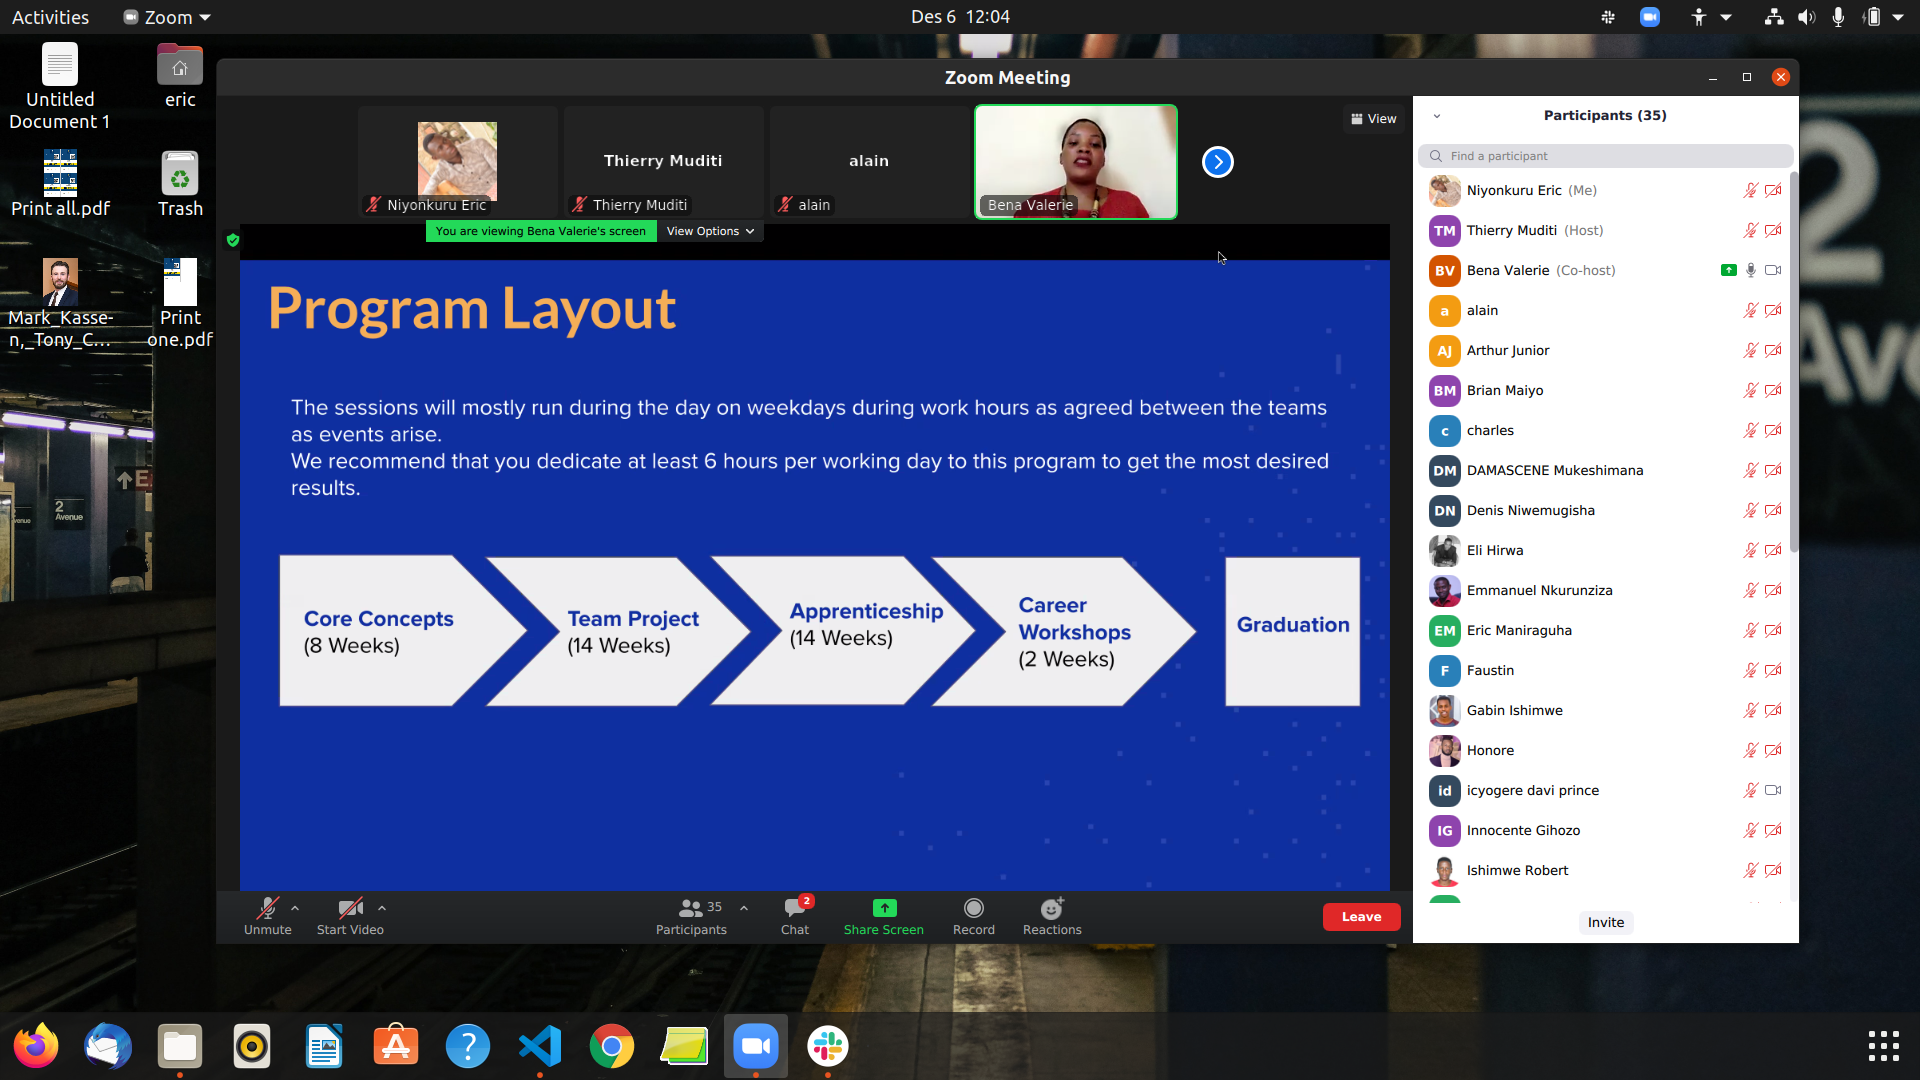 Activities
Zoom
Des 6 12:04
Untitled
Document 1
eric
Print all.pdf
Trash
Mark_Kasse-
n,_Tony_C...
Print
one.pdf
2
Avenue
Zoom Meeting
Niyonkuru Eric
Thierry Muditi
Thierry Muditi
alain
alain
Bena Valerie
View
You are viewing Bena Valerie's screen
View Options
Program Layout
The sessions will mostly run during the day on weekdays during work hours as agreed between the teams
as events arise.
We recommend that you dedicate at least 6 hours per working day to this program to get the most desired
results.
Core Concepts
(8 Weeks)
Team Project
(14 Weeks)
Apprenticeship
(14 Weeks)
Career
Workshops
(2 Weeks)
Graduation
Unmute
Start Video
35
Participants
2
Chat
Share Screen
Record
Reactions
Leave
Participants (35)
Find a participant
Niyonkuru Eric (Me)
TM Thierry Muditi (Host)
BV Bena Valerie (Co-host)
a alain
AJ Arthur Junior
BM Brian Maiyo
c charles
DM DAMASCENE Mukeshimana
DN Denis Niwemugisha
Eli Hirwa
Emmanuel Nkurunziza
EM Eric Maniraguha
F Faustin
Gabin Ishimwe
Honore
id icyogere davi prince
IG Innocente Gihozo
Ishimwe Robert
Invite
2
Ave